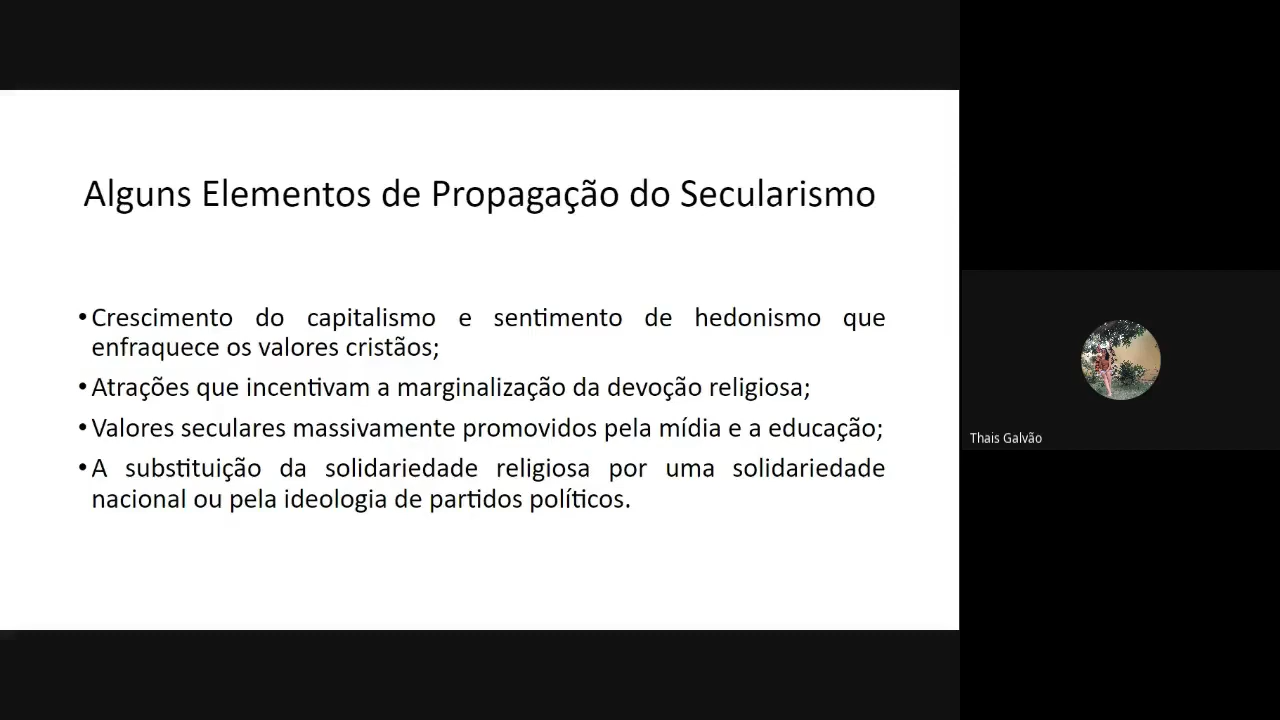 Alguns Elementos de Propagação do Secularismo
• Crescimento do capitalismo e sentimento de hedonismo que
enfraquece os valores cristãos;
• Atrações que incentivam a marginalização da devoção religiosa;
• Valores seculares massivamente promovidos pela mídia e a educação;
• A substituição da solidariedade religiosa por uma solidariedade
nacional ou pela ideologia de partidos políticos.
Thais Galvão